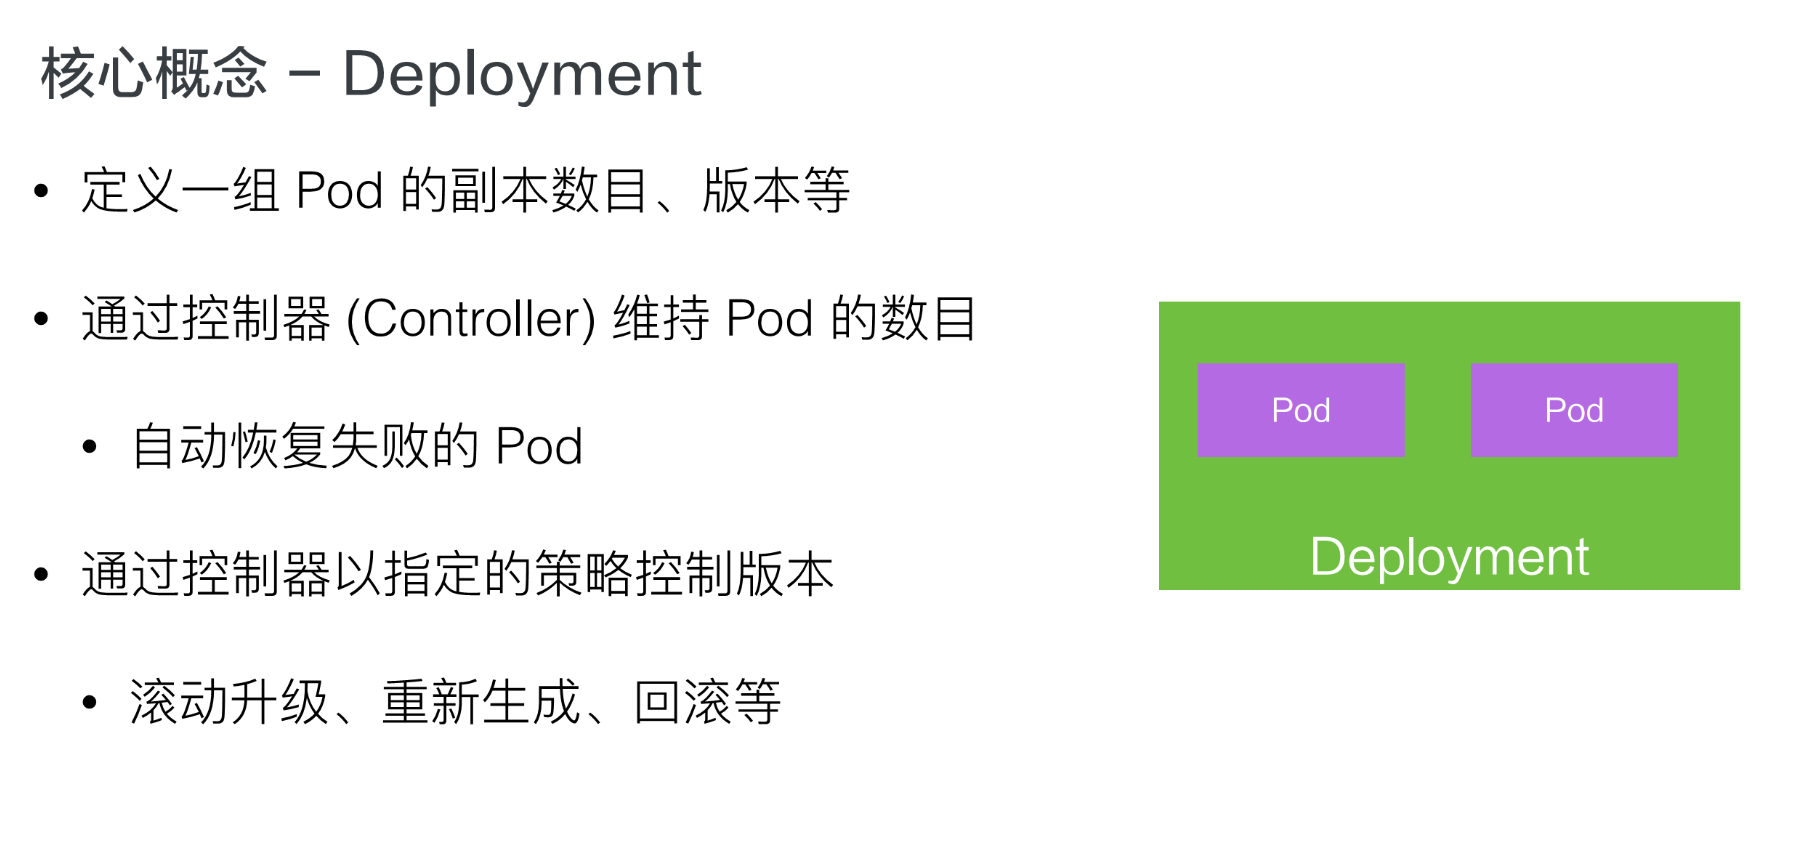 核心概念 – Deployment
• 定义一组 Pod 的副本数目、版本等
• 通过控制器 (Controller) 维持 Pod 的数目
• 自动恢复失败的 Pod
• 通过控制器以指定的策略控制版本
• 滚动升级、重新生成、回滚等
Pod
Pod
Deployment